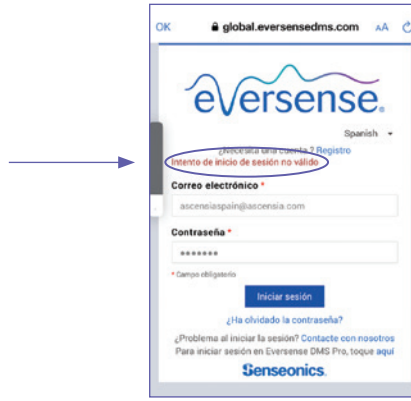 OK global.eversensedms.com AA
eversense.
Spanish
¿Necesita una cuenta ? Registro
Intento de inicio de sesión no válido
Correo electrónico *
ascensiaspain@ascensia.com
Contraseña *
*******
* Campo obligatorio
Iniciar sesión
¿Ha olvidado la contraseña?
¿Problema al iniciar la sesión? Contacte con nosotros
Para iniciar sesión en Eversense DMS Pro, toque aquí
Senseonics.